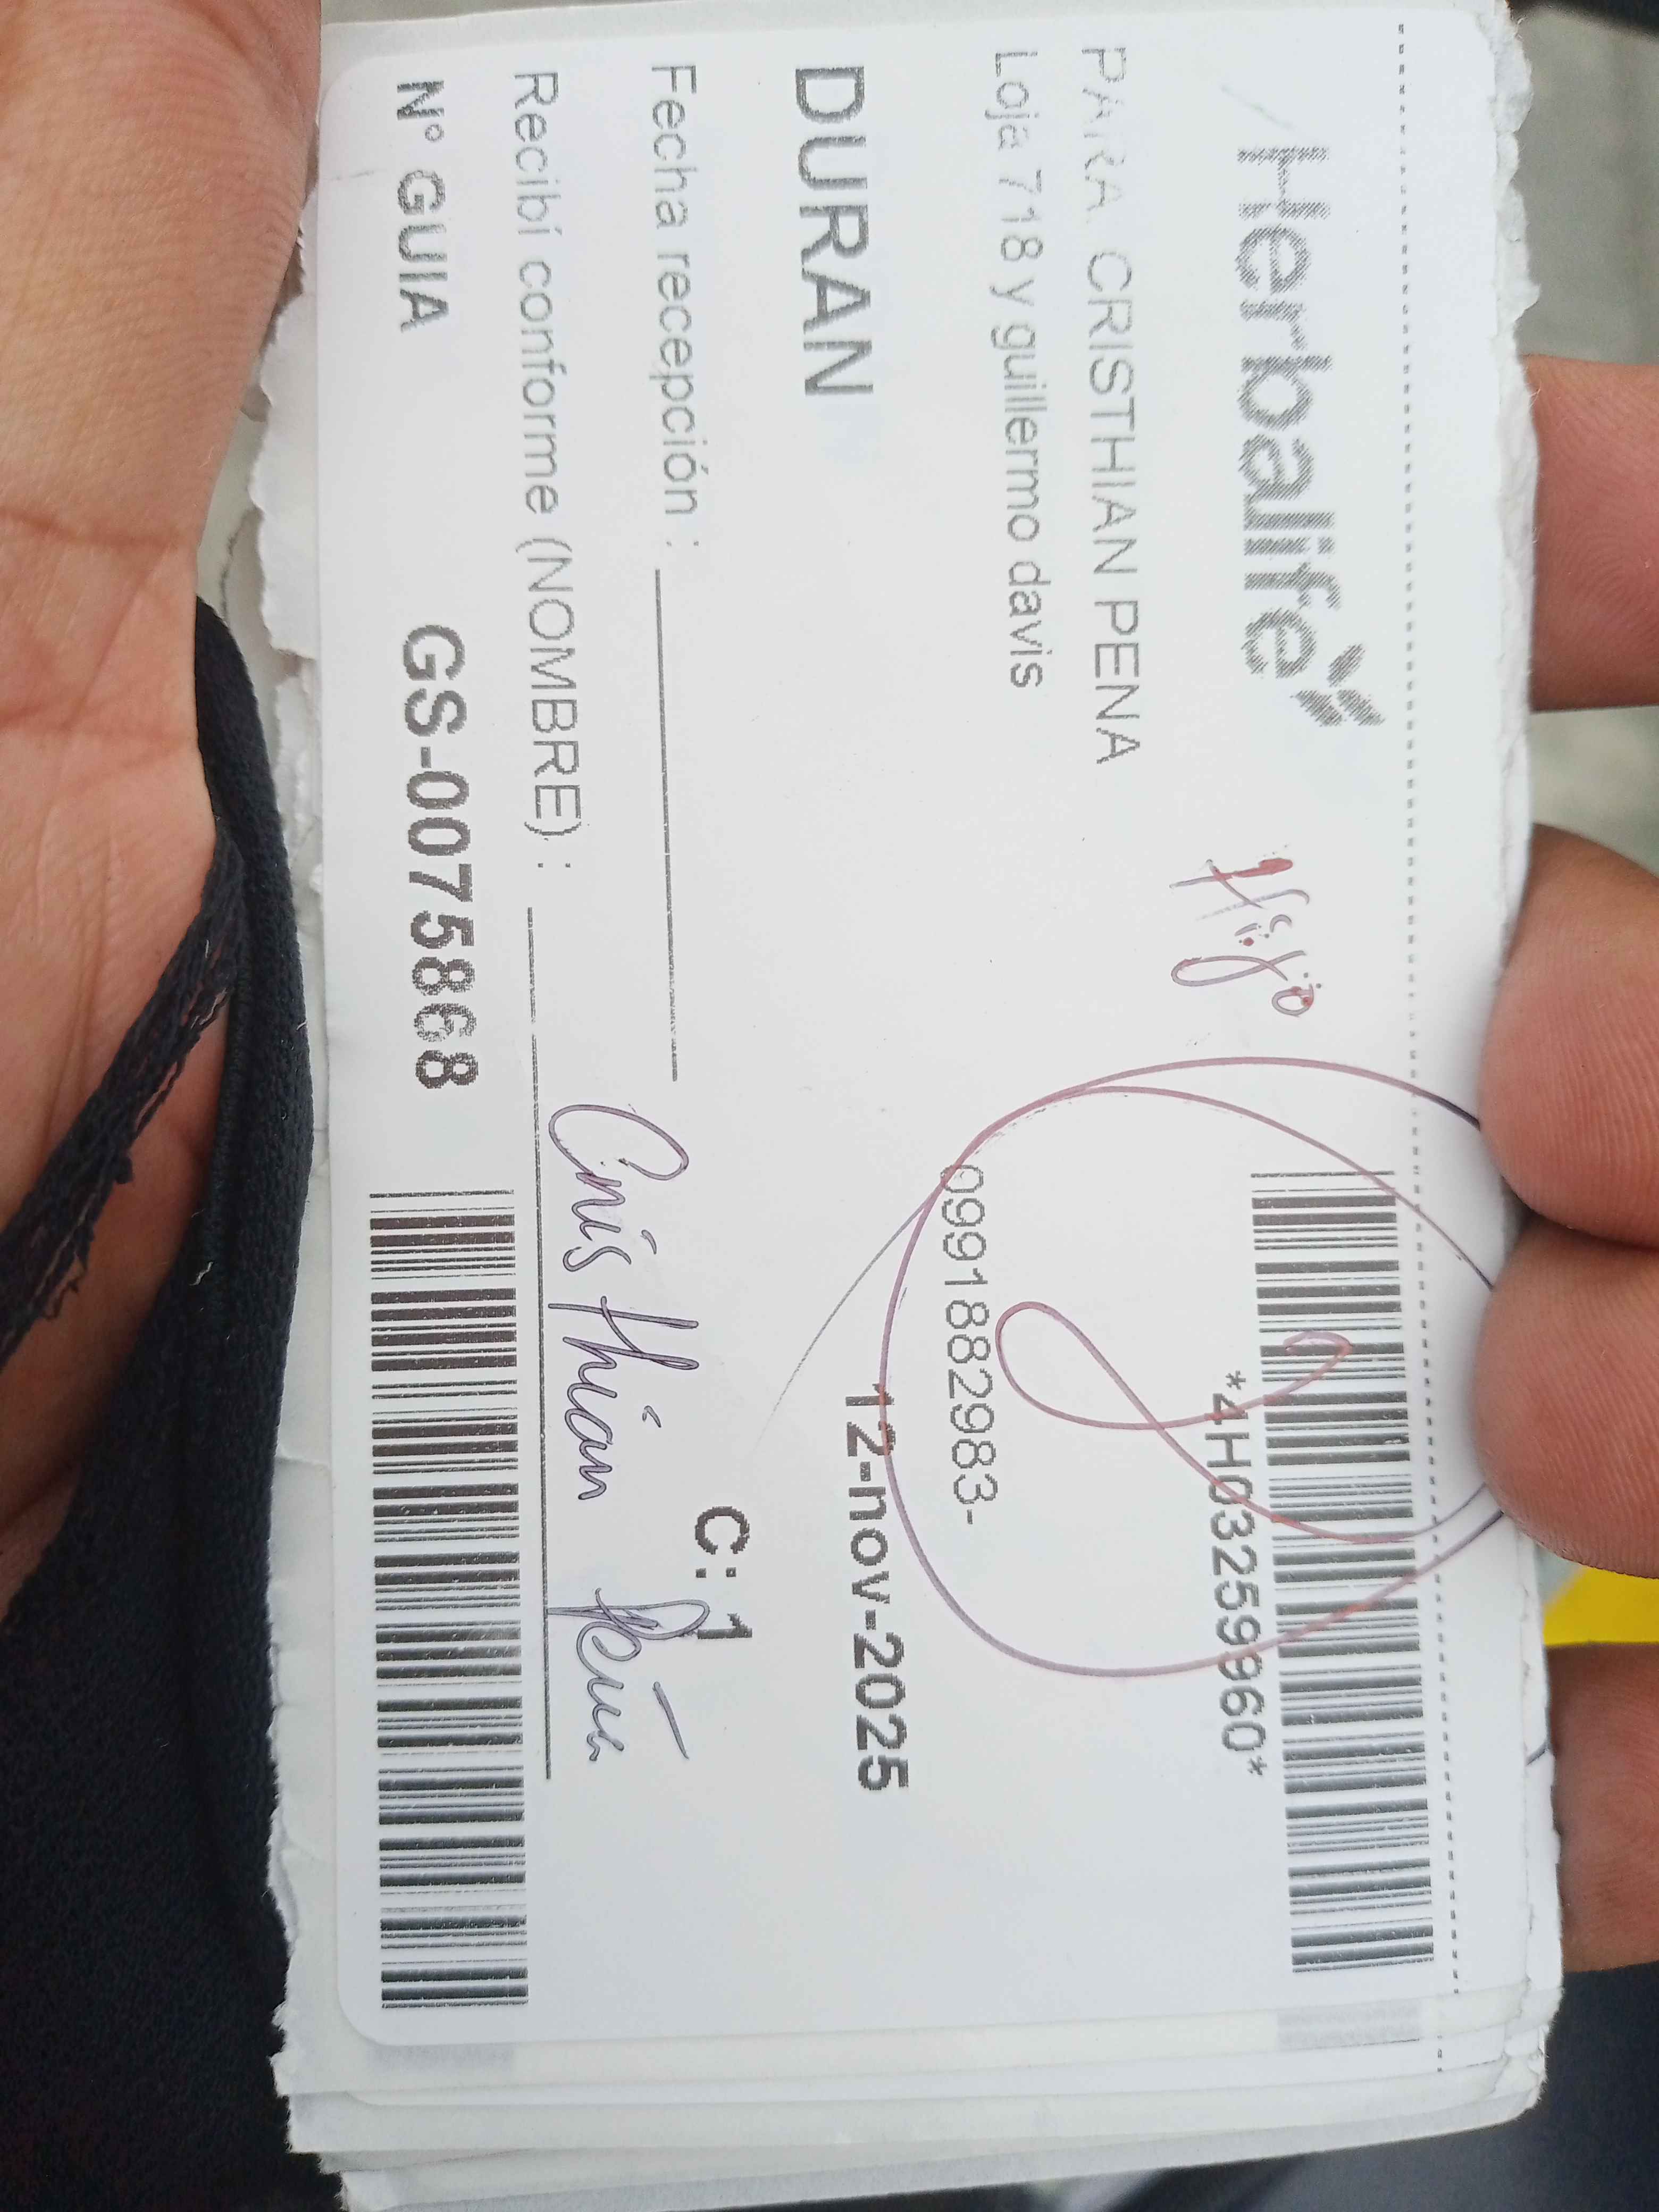 Herbalife
*4H03259960*
Hijo
PARA: CRISTHIAN PENA
Loja 718 y guillermo davis
0991882983-
DURAN
12-nov-2025
C: 1
Fecha recepción :
Recibí conforme (NOMBRE) : Cristhian Peña
N° GUIA GS-0075868